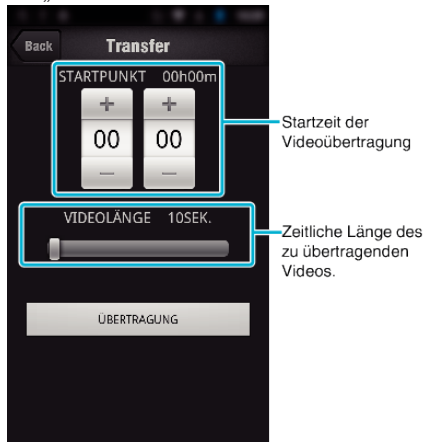 Back Transfer
STARTPUNKT 00h00m
+ +
00 00
— —
Startzeit der
Videoübertragung
VIDEOLÄNGE 10SEK.
Zeitliche Länge des
zu übertragenden
Videos.
ÜBERTRAGUNG